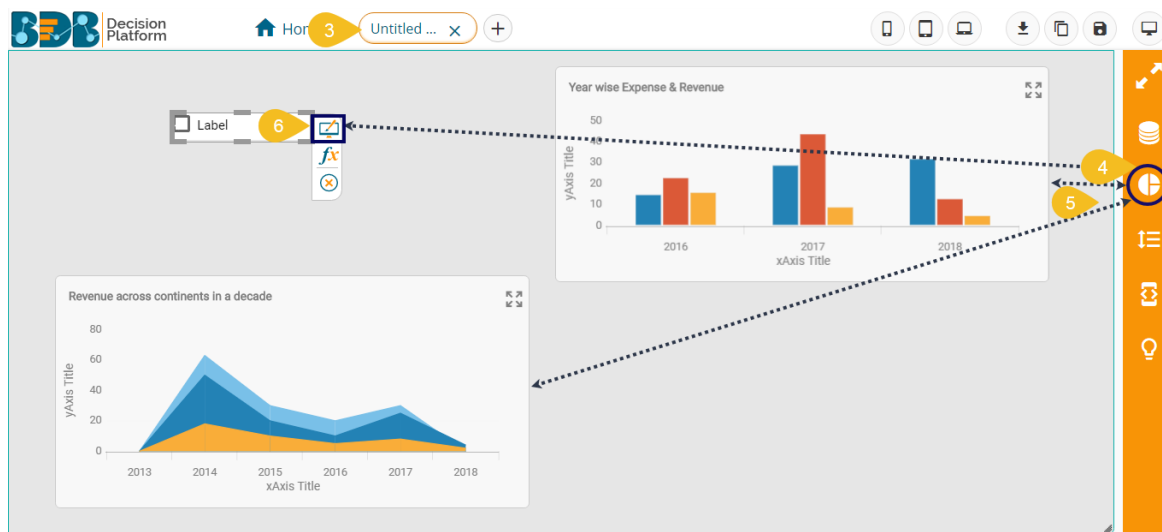 BDB Decision Platform
Hor 3 Untitled ... × +
Year wise Expense & Revenue
6 Label
fx
4
5
50
40
30
20
10
0
yAxis Title
2016 2017 2018
xAxis Title
Revenue across continents in a decade
80
60
40
20
0
yAxis Title
2013 2014 2015 2016 2017 2018
xAxis Title